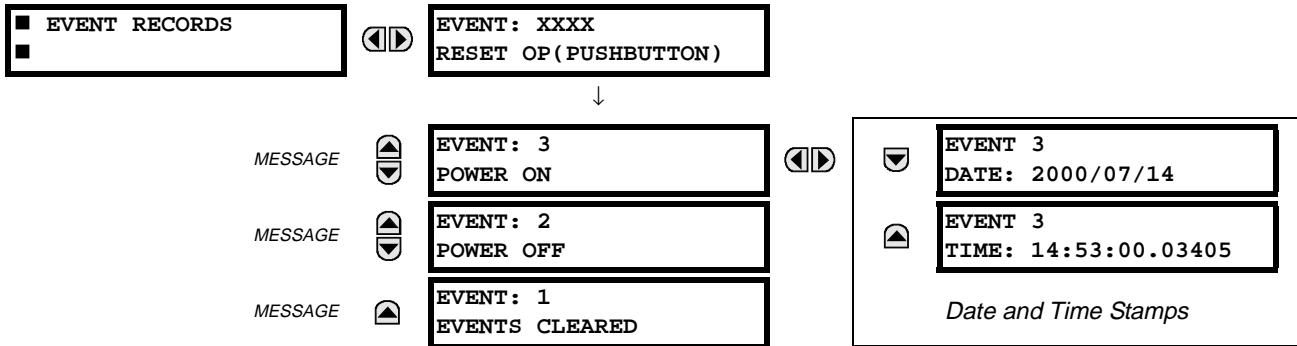 ■ EVENT RECORDS
■
EVENT: XXXX
RESET OP(PUSHBUTTON)
↓
MESSAGE
EVENT: 3
POWER ON
EVENT 3
DATE: 2000/07/14
MESSAGE
EVENT: 2
POWER OFF
EVENT 3
TIME: 14:53:00.03405
MESSAGE
EVENT: 1
EVENTS CLEARED
Date and Time Stamps